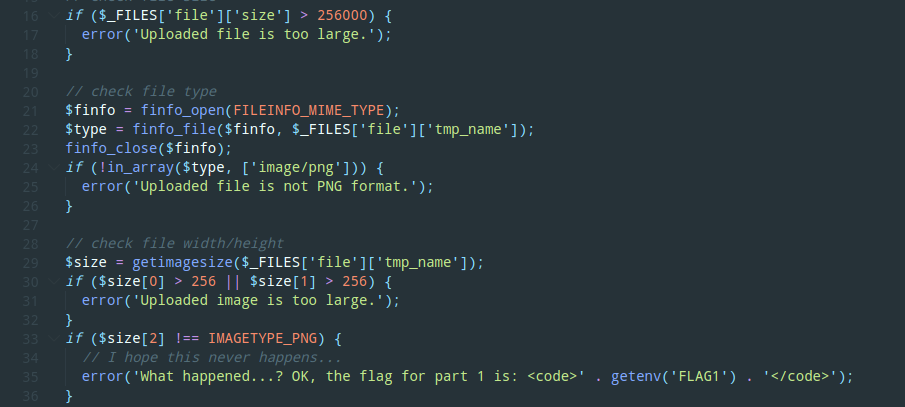 16 if ($_FILES['file']['size'] > 256000) {
17 error('Uploaded file is too large.');
18 }
19
20 // check file type
21 $finfo = finfo_open(FILEINFO_MIME_TYPE);
22 $type = finfo_file($finfo, $_FILES['file']['tmp_name']);
23 finfo_close($finfo);
24 if (!in_array($type, ['image/png'])) {
25 error('Uploaded file is not PNG format.');
26 }
27
28 // check file width/height
29 $size = getimagesize($_FILES['file']['tmp_name']);
30 if ($size[0] > 256 || $size[1] > 256) {
31 error('Uploaded image is too large.');
32 }
33 if ($size[2] !== IMAGETYPE_PNG) {
34 // I hope this never happens...
35 error('What happened...? OK, the flag for part 1 is: <code>' . getenv('FLAG1') . '</code>');
36 }